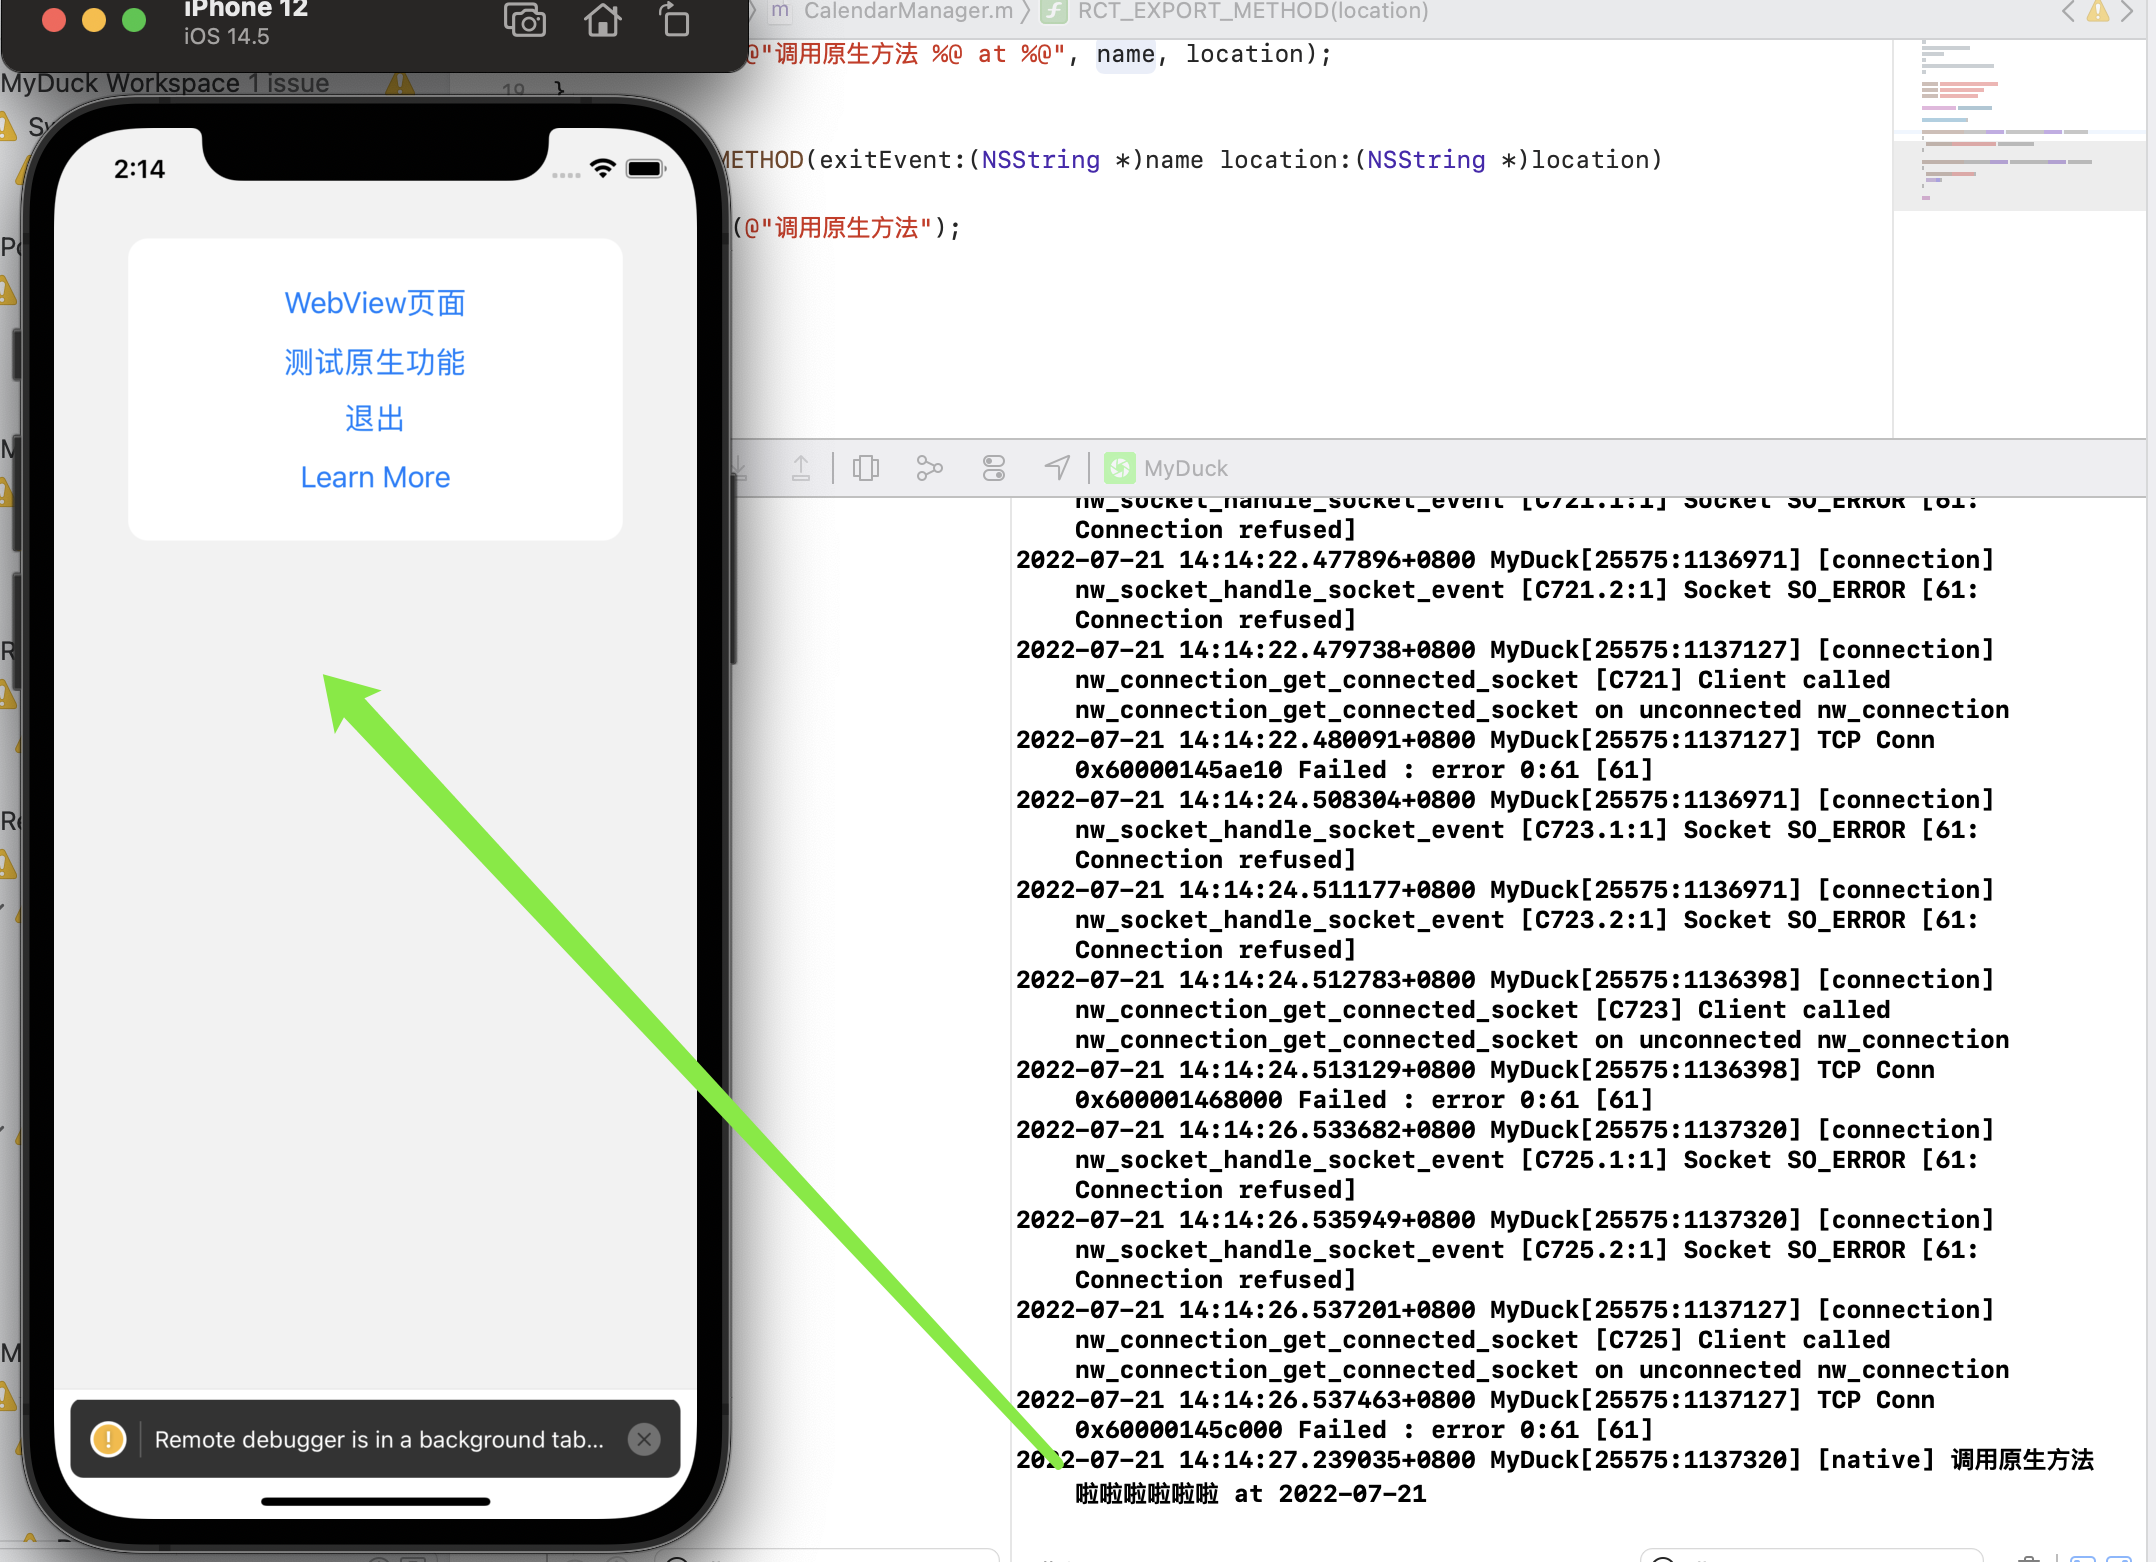 iPhone 12
iOS 14.5
CalendarManager.m
RCT_EXPORT_METHOD(location)
@"调用原生方法 %@ at %@", name, location);
19 }
MyDuck Workspace 1 issue
METHOD(exitEvent:(NSString *)name location:(NSString *)location)
(@"调用原生方法");
2:14
WebView页面
测试原生功能
退出
Learn More
Remote debugger is in a background tab...
MyDuck
nw_socket_handle_socket_event [C721.1:1] Socket SO_ERROR [61:
Connection refused]
2022-07-21 14:14:22.477896+0800 MyDuck[25575:1136971] [connection]
nw_socket_handle_socket_event [C721.2:1] Socket SO_ERROR [61:
Connection refused]
2022-07-21 14:14:22.479738+0800 MyDuck[25575:1137127] [connection]
nw_connection_get_connected_socket [C721] Client called
nw_connection_get_connected_socket on unconnected nw_connection
2022-07-21 14:14:22.480091+0800 MyDuck[25575:1137127] TCP Conn
0x60000145ae10 Failed : error 0:61 [61]
2022-07-21 14:14:24.508304+0800 MyDuck[25575:1136971] [connection]
nw_socket_handle_socket_event [C723.1:1] Socket SO_ERROR [61:
Connection refused]
2022-07-21 14:14:24.511177+0800 MyDuck[25575:1136971] [connection]
nw_socket_handle_socket_event [C723.2:1] Socket SO_ERROR [61:
Connection refused]
2022-07-21 14:14:24.512783+0800 MyDuck[25575:1136398] [connection]
nw_connection_get_connected_socket [C723] Client called
nw_connection_get_connected_socket on unconnected nw_connection
2022-07-21 14:14:24.513129+0800 MyDuck[25575:1136398] TCP Conn
0x600001468000 Failed : error 0:61 [61]
2022-07-21 14:14:26.533682+0800 MyDuck[25575:1137320] [connection]
nw_socket_handle_socket_event [C725.1:1] Socket SO_ERROR [61:
Connection refused]
2022-07-21 14:14:26.535949+0800 MyDuck[25575:1137320] [connection]
nw_socket_handle_socket_event [C725.2:1] Socket SO_ERROR [61:
Connection refused]
2022-07-21 14:14:26.537201+0800 MyDuck[25575:1137127] [connection]
nw_connection_get_connected_socket [C725] Client called
nw_connection_get_connected_socket on unconnected nw_connection
2022-07-21 14:14:26.537463+0800 MyDuck[25575:1137127] TCP Conn
0x60000145c000 Failed : error 0:61 [61]
2022-07-21 14:14:27.239035+0800 MyDuck[25575:1137320] [native] 调用原生方法
啦啦啦啦啦啦 at 2022-07-21